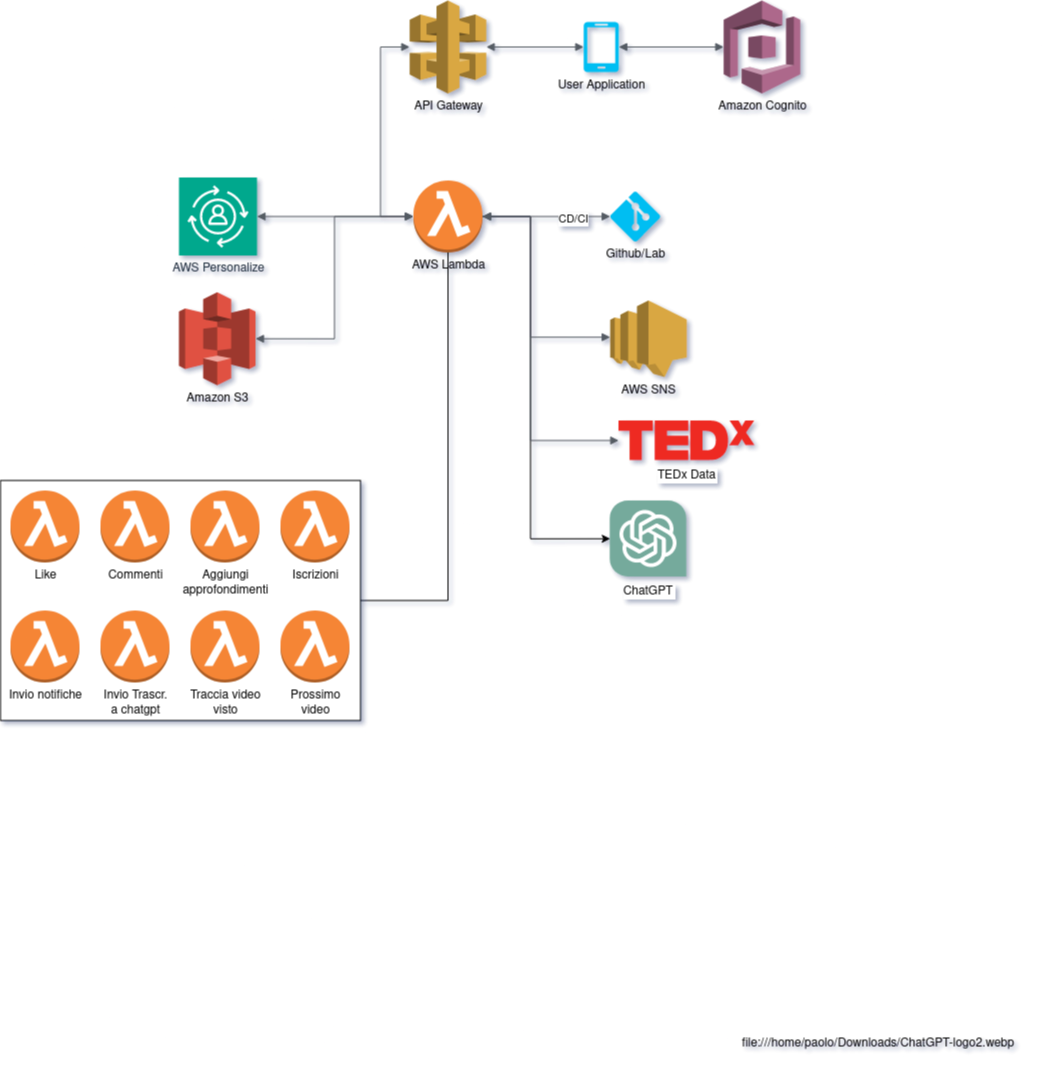 API Gateway
User Application
Amazon Cognito
AWS Personalize
AWS Lambda
CD/CI
Github/Lab
Amazon S3
AWS SNS
TEDx
TEDx Data
ChatGPT
Like
Commenti
Aggiungi
approfondimenti
Iscrizioni
Invio notifiche
Invio Trascr.
a chatgpt
Traccia video
visto
Prossimo
video
file:///home/paolo/Downloads/ChatGPT-logo2.webp